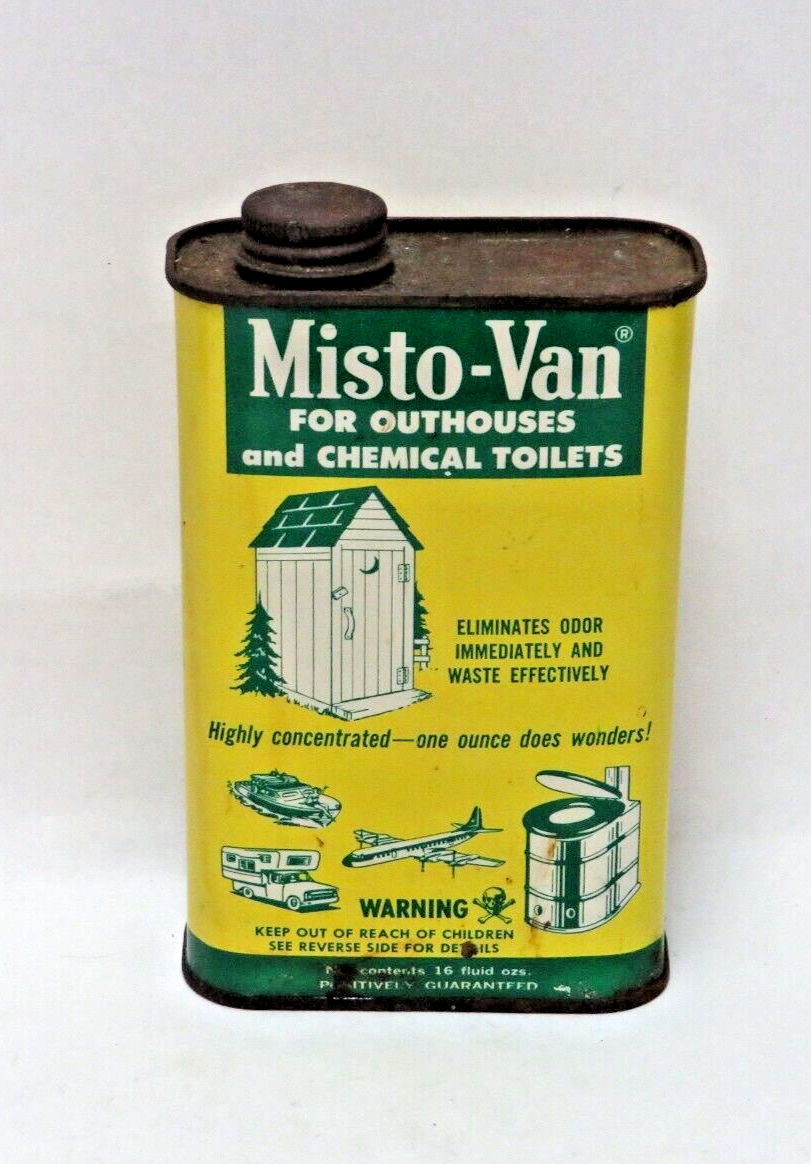 Misto-Van®
FOR OUTHOUSES
and CHEMICAL TOILETS
ELIMINATES ODOR
IMMEDIATELY AND
WASTE EFFECTIVELY
Highly concentrated—one ounce does wonders!
WARNING
KEEP OUT OF REACH OF CHILDREN
SEE REVERSE SIDE FOR DETAILS
contents 16 fluid ozs.
POSITIVELY GUARANTEED